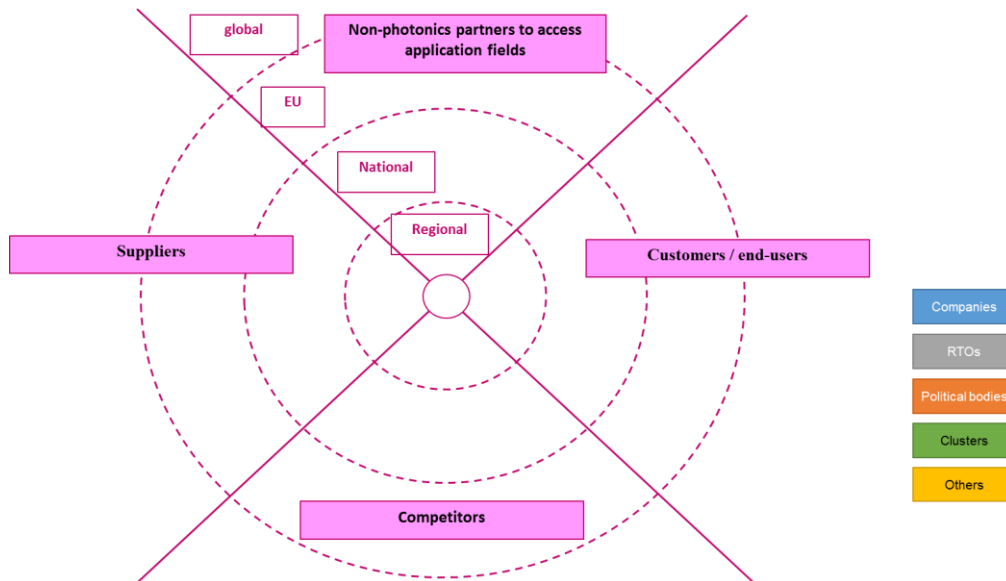 global
Non-photonics partners to access
application fields
EU
National
Regional
Suppliers
Customers / end-users
Competitors
Companies
RTOs
Political bodies
Clusters
Others